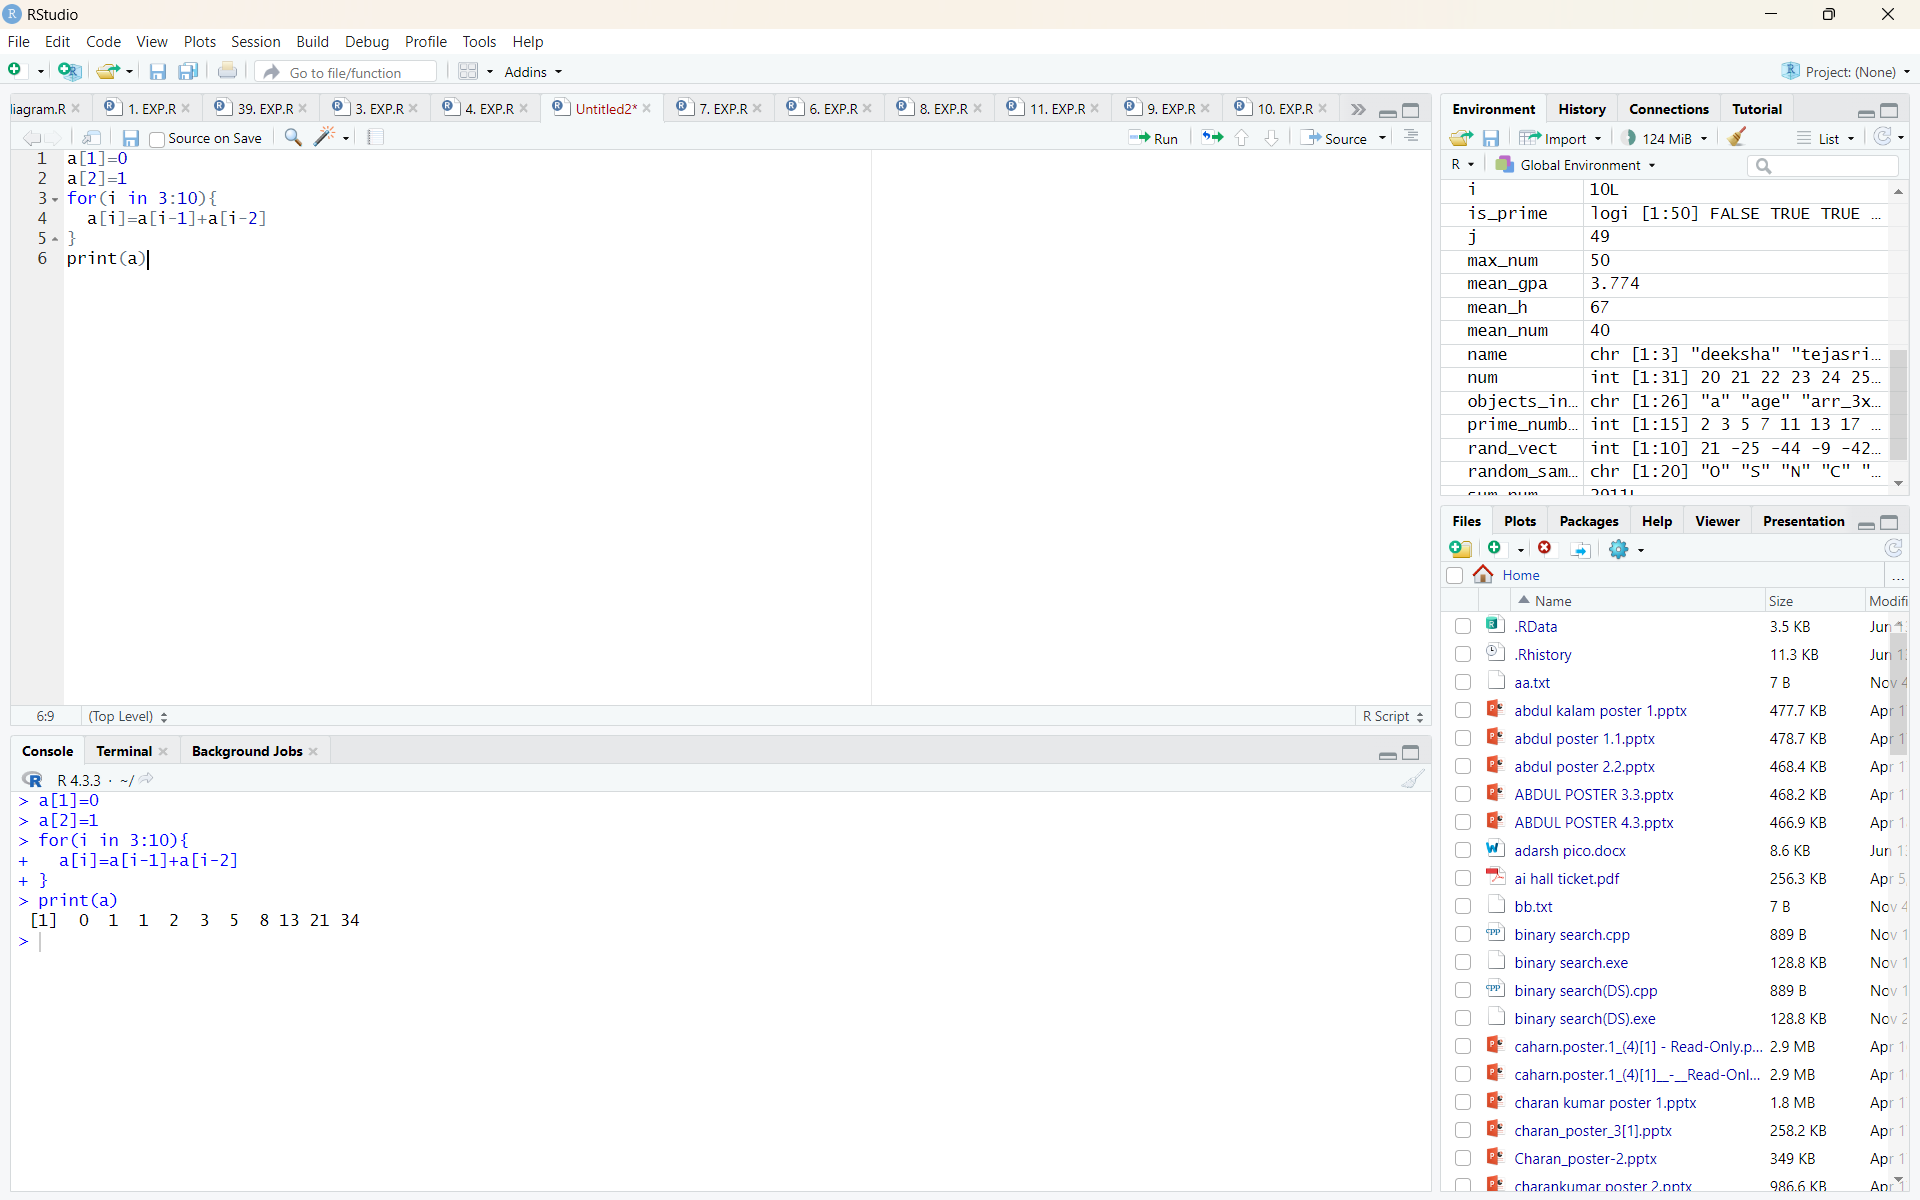 RStudio
File Edit Code View Plots Session Build Debug Profile Tools Help
Go to file/function Addins Project: (None)
iagram.R 1. EXP.R 39. EXP.R 3. EXP.R 4. EXP.R Untitled2* 7. EXP.R 6. EXP.R 8. EXP.R 11. EXP.R 9. EXP.R 10. EXP.R
Source on Save Run Source
1 a[1]=0
2 a[2]=1
3 for(i in 3:10){
4 a[i]=a[i-1]+a[i-2]
5 }
6 print(a)
6:9 (Top Level) R Script
Console Terminal Background Jobs
R 4.3.3 · ~/
> a[1]=0
> a[2]=1
> for(i in 3:10){
+ a[i]=a[i-1]+a[i-2]
+ }
> print(a)
[1] 0 1 1 2 3 5 8 13 21 34
>
Environment History Connections Tutorial
Import 124 MiB List
R Global Environment
i 10L
is_prime logi [1:50] FALSE TRUE TRUE …
j 49
max_num 50
mean_gpa 3.774
mean_h 67
mean_num 40
name chr [1:3] "deeksha" "tejasri…
num int [1:31] 20 21 22 23 24 25…
objects_in… chr [1:26] "a" "age" "arr_3x…
prime_numb… int [1:15] 2 3 5 7 11 13 17 …
rand_vect int [1:10] 21 -25 -44 -9 -42…
random_sam… chr [1:20] "O" "S" "N" "C" "…
Files Plots Packages Help Viewer Presentation
Home ...
Name Size Modifi
.RData 3.5 KB Jun 1
.Rhistory 11.3 KB Jun 1
aa.txt 7 B Nov 4
abdul kalam poster 1.pptx 477.7 KB Apr 1
abdul poster 1.1.pptx 478.7 KB Apr 1
abdul poster 2.2.pptx 468.4 KB Apr 1
ABDUL POSTER 3.3.pptx 468.2 KB Apr 1
ABDUL POSTER 4.3.pptx 466.9 KB Apr 1
adarsh pico.docx 8.6 KB Jun 1
ai hall ticket.pdf 256.3 KB Apr 5
bb.txt 7 B Nov 4
binary search.cpp 889 B Nov 1
binary search.exe 128.8 KB Nov 1
binary search(DS).cpp 889 B Nov 1
binary search(DS).exe 128.8 KB Nov 2
caharn.poster.1_(4)[1] - Read-Only.p... 2.9 MB Apr 1
caharn.poster.1_(4)[1]__-__Read-Onl... 2.9 MB Apr 1
charan kumar poster 1.pptx 1.8 MB Apr 1
charan_poster_3[1].pptx 258.2 KB Apr 1
Charan_poster-2.pptx 349 KB Apr 1
charankumar poster 2.pptx 986.6 KB Apr 1